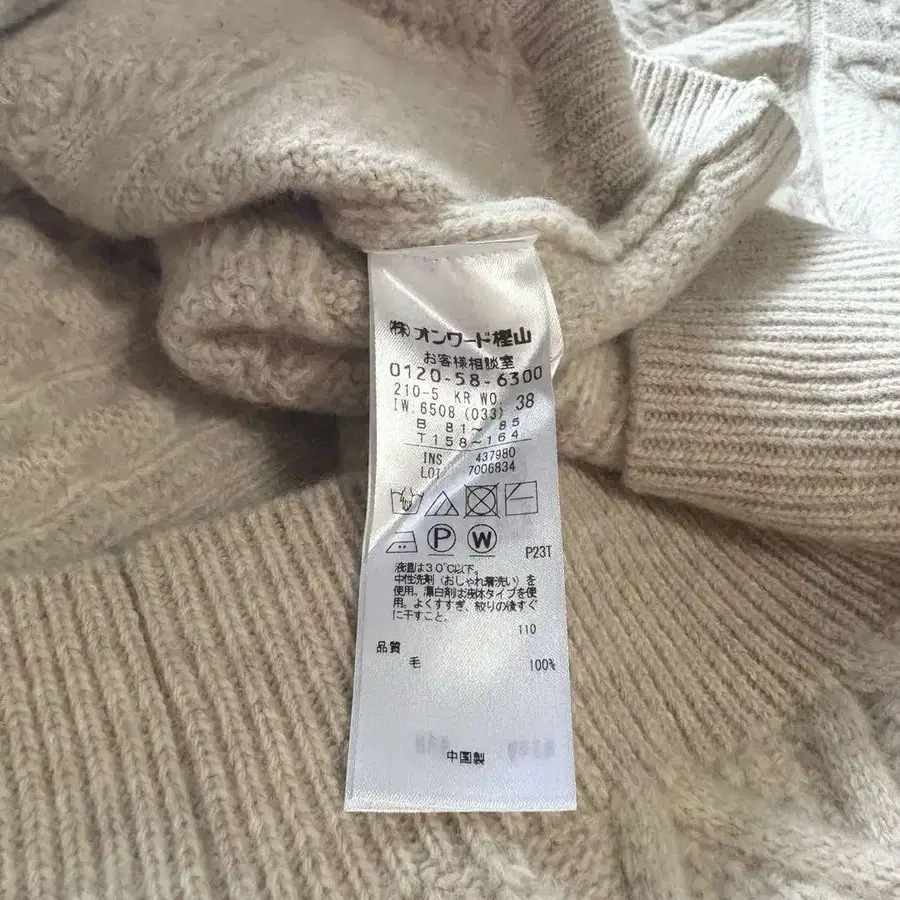 (株)オンワード樫山
お客様相談室
0120-58-6300
210-5 KR WO.
IW.6508 (033) 38
B 81~ 85
T 158~164
INS 437980
LOT 7006834
P W P23T
液温は30℃以下。
中性洗剤（おしゃれ着洗い）を
使用。漂白剤は液体タイプを使
用。よくすすぎ、絞りの後すぐ
に干すこと。
110
品質
毛 100%
中国製